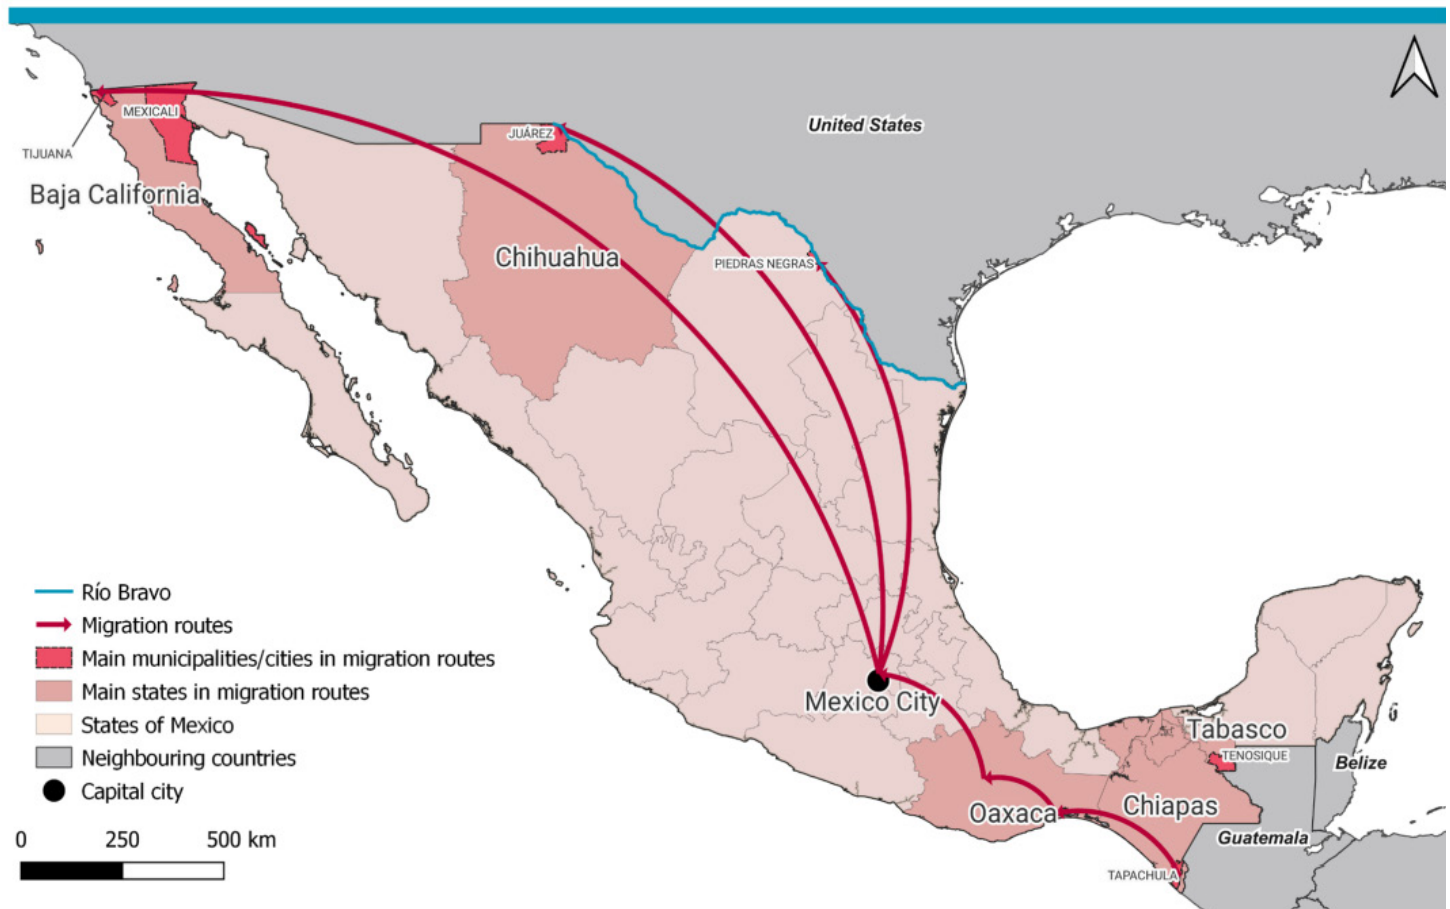 United States
MEXICALI
JUÁREZ
TIJUANA
Baja California
Chihuahua
PIEDRAS NEGRAS
Río Bravo
Migration routes
Main municipalities/cities in migration routes
Main states in migration routes
States of Mexico
Neighbouring countries
Capital city
0 250 500 km
Mexico City
Tabasco
TENOSIQUE
Belize
Oaxaca
Chiapas
Guatemala
TAPACHULA